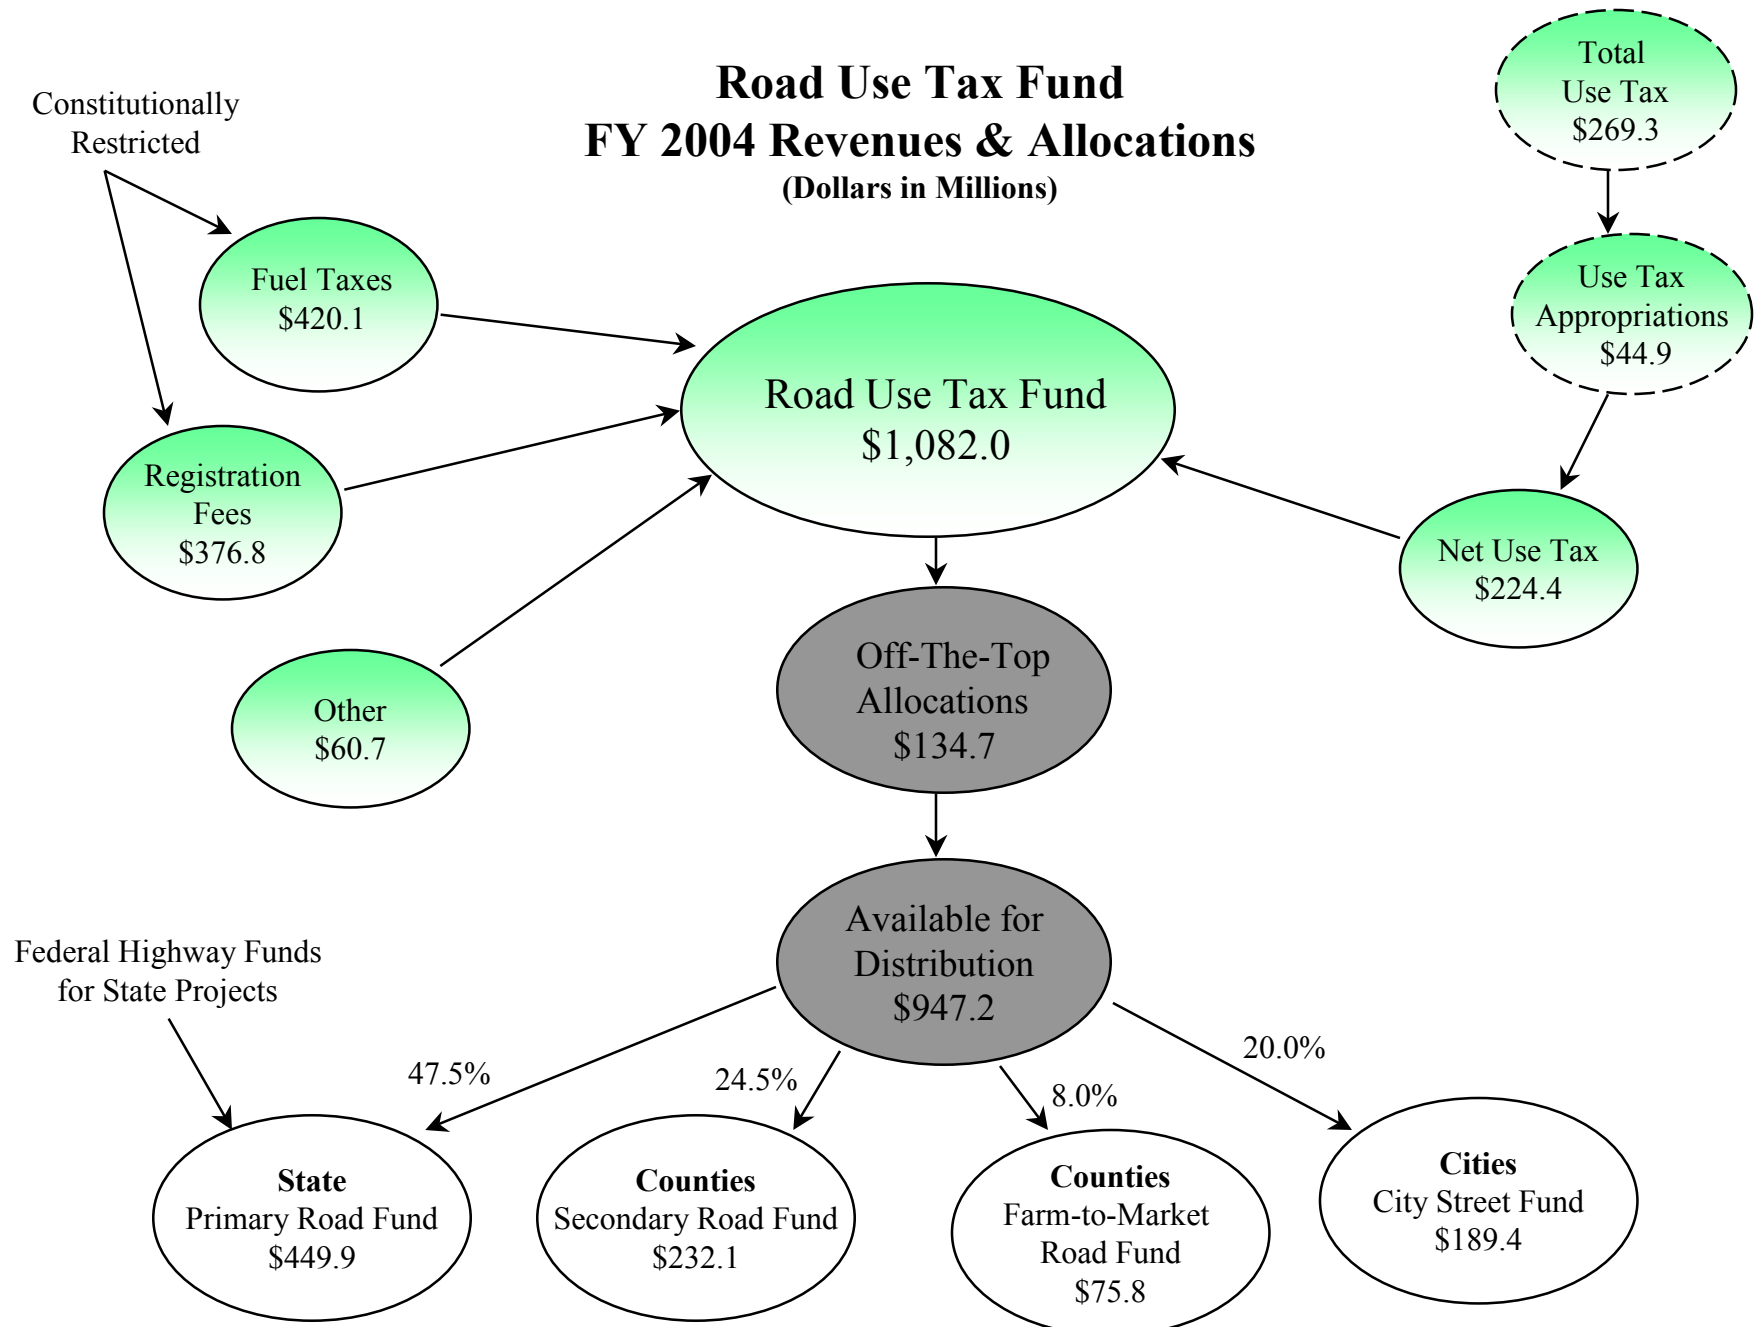 Road Use Tax Fund
FY 2004 Revenues & Allocations
(Dollars in Millions)
Constitutionally
Restricted
Total
Use Tax
$269.3
Fuel Taxes
$420.1
Use Tax
Appropriations
$44.9
Road Use Tax Fund
$1,082.0
Registration
Fees
$376.8
Net Use Tax
$224.4
Off-The-Top
Allocations
$134.7
Other
$60.7
Available for
Distribution
$947.2
Federal Highway Funds
for State Projects
47.5%
24.5%
8.0%
20.0%
State
Primary Road Fund
$449.9
Counties
Secondary Road Fund
$232.1
Counties
Farm-to-Market
Road Fund
$75.8
Cities
City Street Fund
$189.4